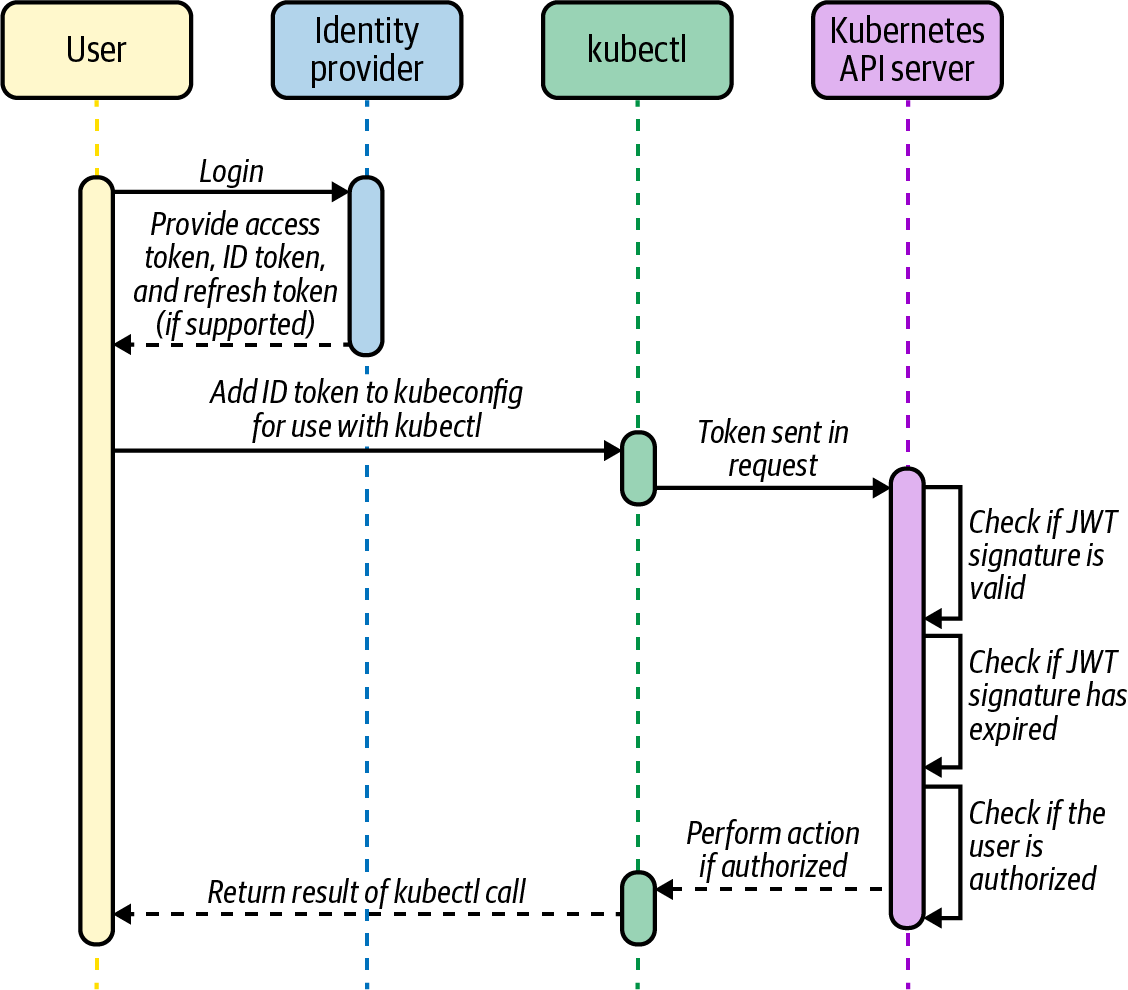 User
Identity
provider
kubectl
Kubernetes
API server
Login
Provide access
token, ID token,
and refresh token
(if supported)
Add ID token to kubeconfig
for use with kubectl
Token sent in
request
Check if JWT
signature is
valid
Check if JWT
signature has
expired
Check if the
user is
authorized
Perform action
if authorized
Return result of kubectl call